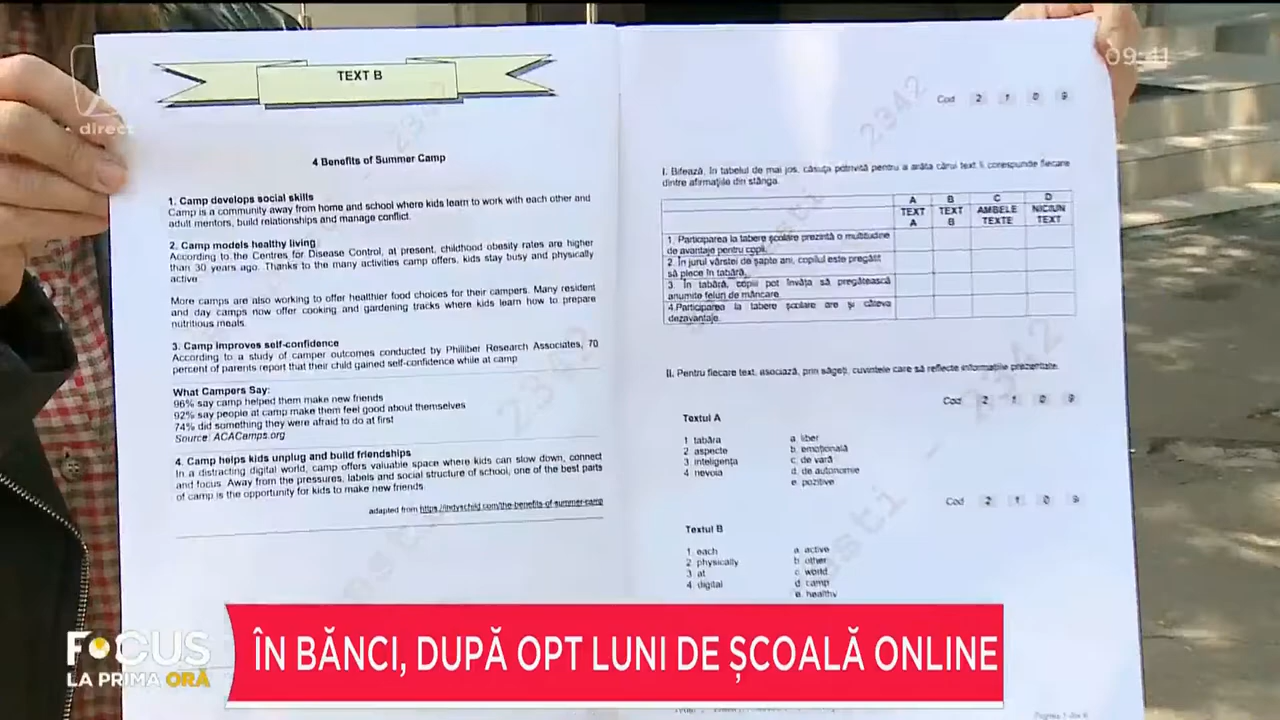 direct
09:41
TEXT B
4 Benefits of Summer Camp
1. Camp develops social skills
Camp is a community away from home and school where kids learn to work with each other and
adult mentors, build relationships and manage conflict.
2. Camp models healthy living
According to the Centres for Disease Control, at present, childhood obesity rates are higher
than 30 years ago. Thanks to the many activities camp offers, kids stay busy and physically
active
More camps are also working to offer healthier food choices for their campers. Many resident
and day camps now offer cooking and gardening tracks where kids learn how to prepare
nutritious meals.
3. Camp improves self-confidence
According to a study of camper outcomes conducted by Philliber Research Associates, 70
percent of parents report that their child gained self-confidence while at camp
What Campers Say:
96% say camp helped them make new friends
92% say people at camp make them feel good about themselves
74% did something they were afraid to do at first
Source: ACACamps.org
4. Camp helps kids unplug and build friendships
In a distracting digital world, camp offers valuable space where kids can slow down, connect
and focus. Away from the pressures, labels and social structure of school, one of the best parts
of camp is the opportunity for kids to make new friends.
adapted from https://indyschild.com/the-benefits-of-summer-camp
2342
2342
Cod 2 1 0 9
I. Bifează, în tabelul de mai jos, căsuța potrivită pentru a arăta cărui text îi corespunde fiecare
dintre afirmațiile din stânga.
A B C D
TEXT A TEXT B AMBELE TEXTE NICIUN TEXT
1. Participarea la tabere școlare prezintă o multitudine
de avantaje pentru copii.
2. În jurul vârstei de șapte ani, copilul este pregătit
să plece în tabără.
3. În tabără, copiii pot învăța să pregătească
anumite feluri de mâncare.
4.Participarea la tabere școlare are și câteva
dezavantaje.
II. Pentru fiecare text, asociază, prin săgeți, cuvintele care să reflecte informațiile prezentate.
Cod 2 1 0 9
2342
2342
Textul A
1 tabăra a. liber
2 aspecte b. emoțională
3 inteligența c. de vară
4 nevoia d. de autonomie
e. pozitive
Cod 2 1 0 9
Textul B
1. each a. active
2. physically b. other
3 at c. world
4. digital d. camp
e. healthy
FOCUS
LA PRIMA ORĂ
ÎN BĂNCI, DUPĂ OPT LUNI DE ȘCOALĂ ONLINE